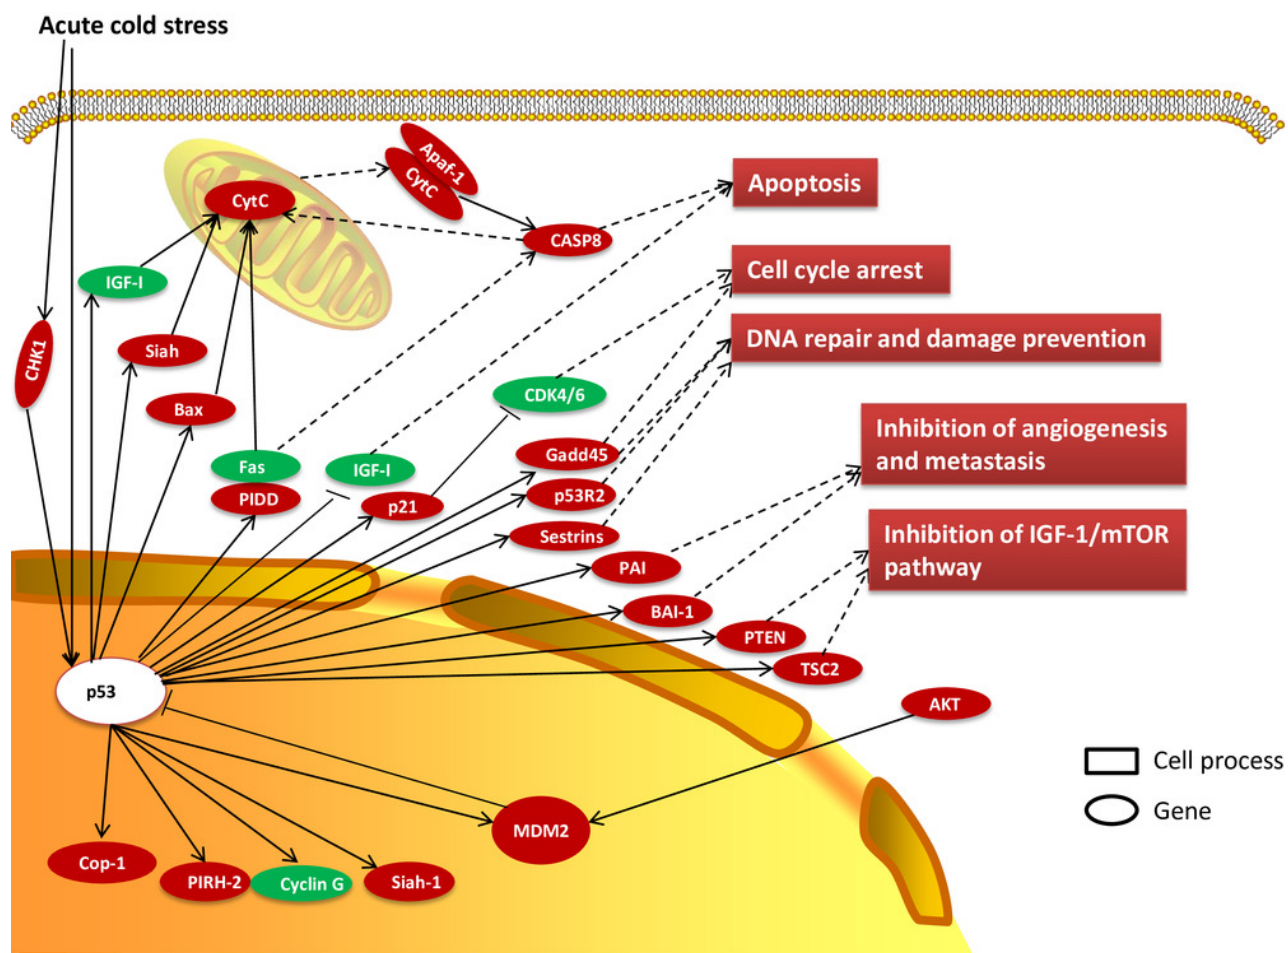 Acute cold stress
Apaf-1
CytC
CytC
CASP8
Apoptosis
IGF-I
Cell cycle arrest
CHK1
Siah
DNA repair and damage prevention
Bax
CDK4/6
Inhibition of angiogenesis
and metastasis
Fas
IGF-I
Gadd45
PIDD
p21
p53R2
Sestrins
Inhibition of IGF-1/mTOR
pathway
PAI
BAI-1
PTEN
TSC2
p53
AKT
Cell process
Gene
MDM2
Cop-1
PIRH-2
Cyclin G
Siah-1